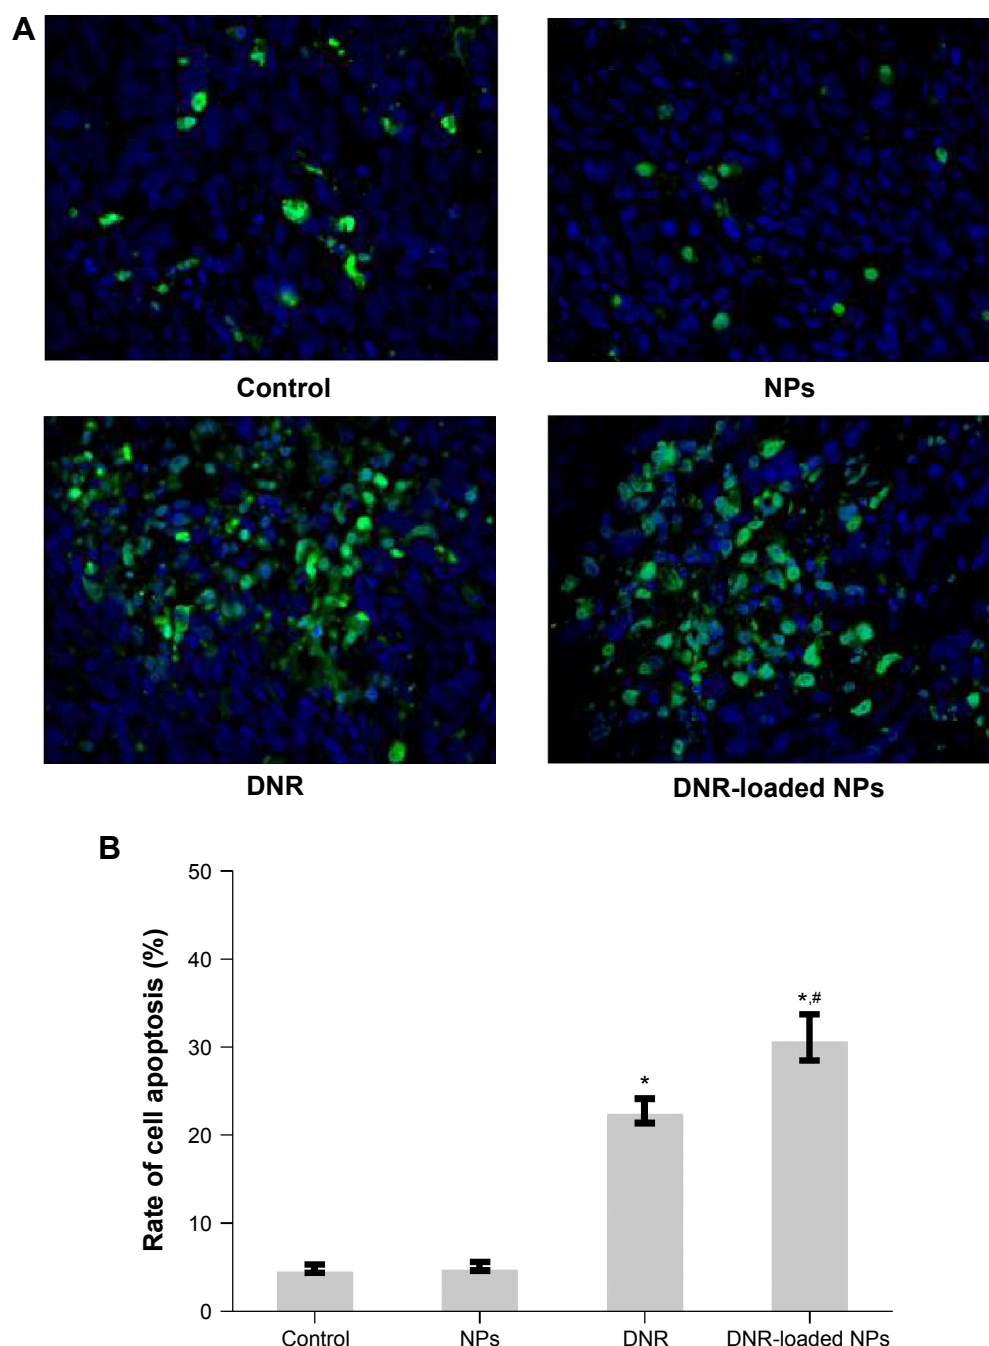 A
Control
NPs
DNR
DNR-loaded NPs
B
Rate of cell apoptosis (%)
50
40
30
20
10
0
*
*,#
Control
NPs
DNR
DNR-loaded NPs